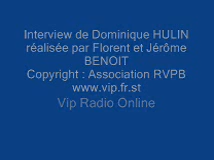 Interview de Dominique HULIN
réalisée par Florent et Jérôme
BENOIT
Copyright : Association RVPB
www.vip.fr.st
Vip Radio Online